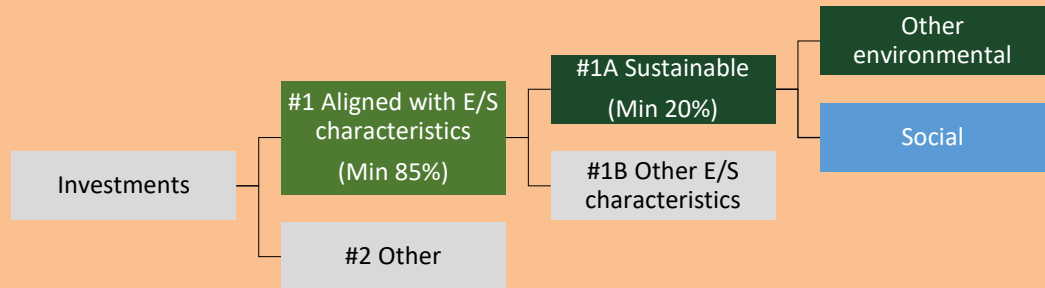 Investments
#1 Aligned with E/S
characteristics
(Min 85%)
#2 Other
#1A Sustainable
(Min 20%)
#1B Other E/S
characteristics
Other
environmental
Social